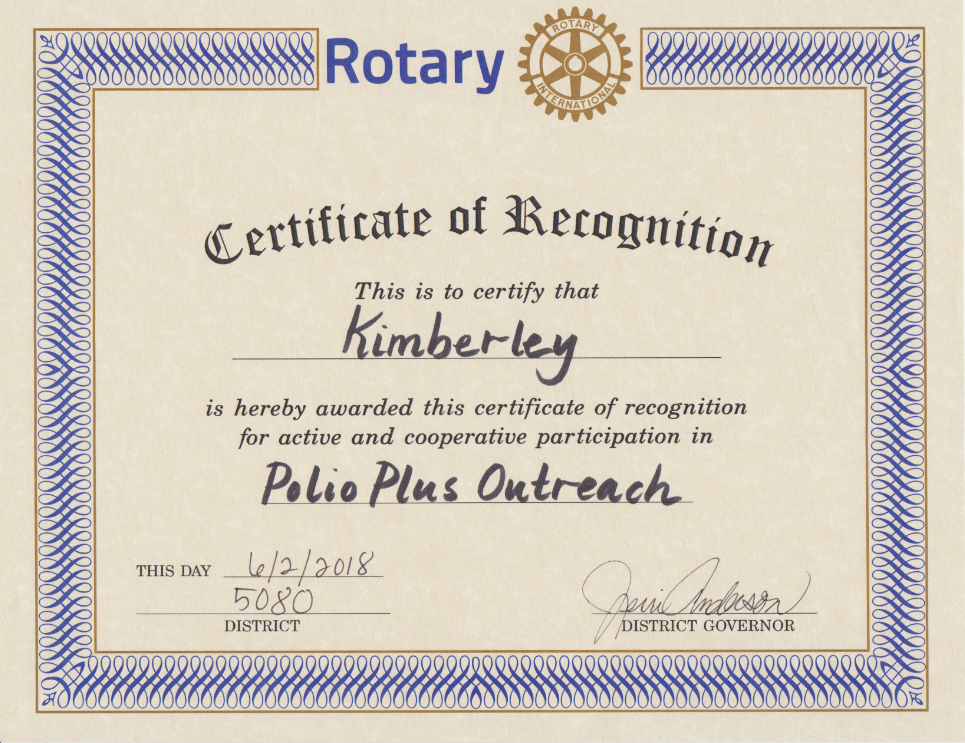 Rotary
ROTARY
INTERNATIONAL
Certificate of Recognition
This is to certify that
Kimberley
is hereby awarded this certificate of recognition
for active and cooperative participation in
Polio Plus Outreach
THIS DAY 6/2/2018
5080
DISTRICT
Anderson
DISTRICT GOVERNOR